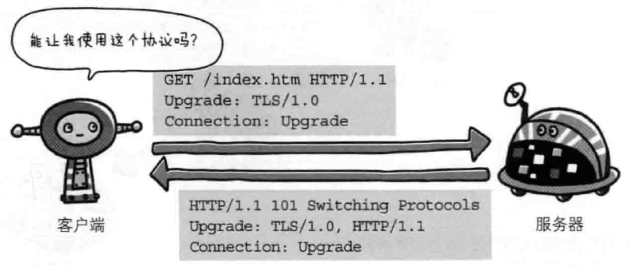 能让我使用这个协议吗?
GET /index.htm HTTP/1.1
Upgrade: TLS/1.0
Connection: Upgrade
HTTP/1.1 101 Switching Protocols
Upgrade: TLS/1.0, HTTP/1.1
Connection: Upgrade
客户端
服务器